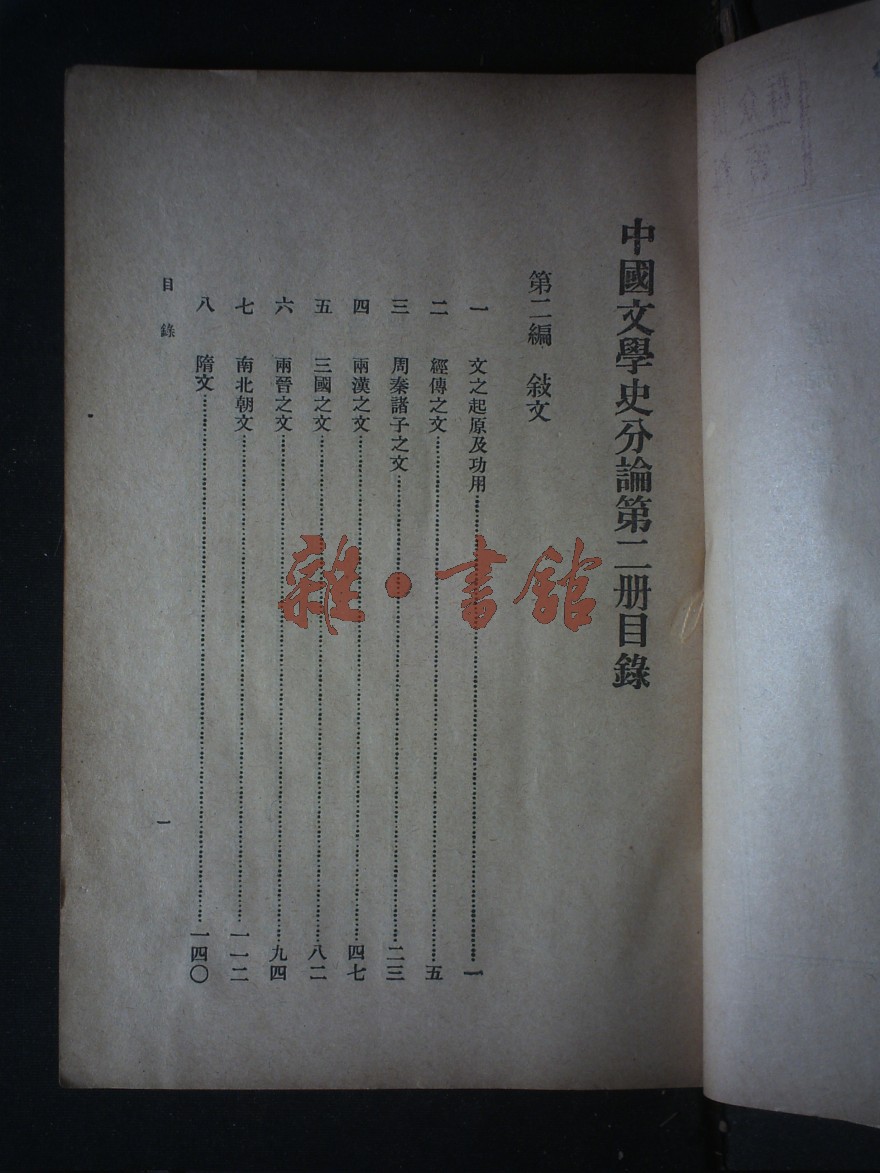 中國文學史分論第二册目錄
第二編 敍文
一 文之起原及功用……一
二 經傳之文……五
三 周秦諸子之文……二三
四 兩漢之文……四七
五 三國之文……八二
六 兩晉之文……九四
七 南北朝文……一一二
八 隋文……一四〇
目錄 一
雜·書館